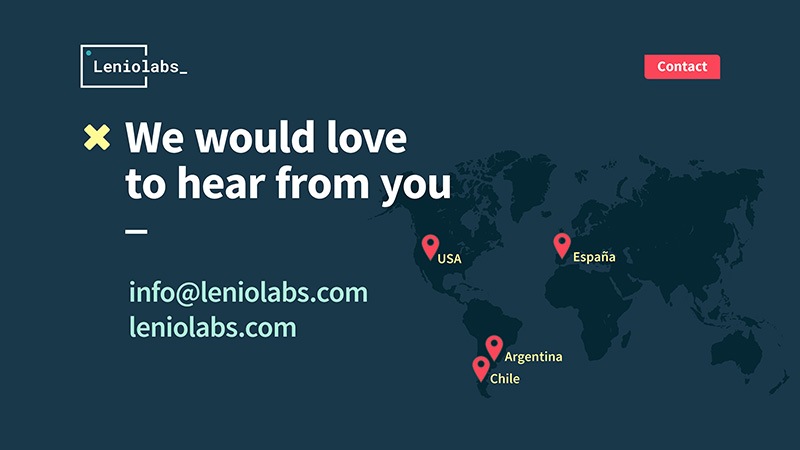 Leniolabs_
Contact
We would love
to hear from you
info@leniolabs.com
leniolabs.com
USA
España
Argentina
Chile